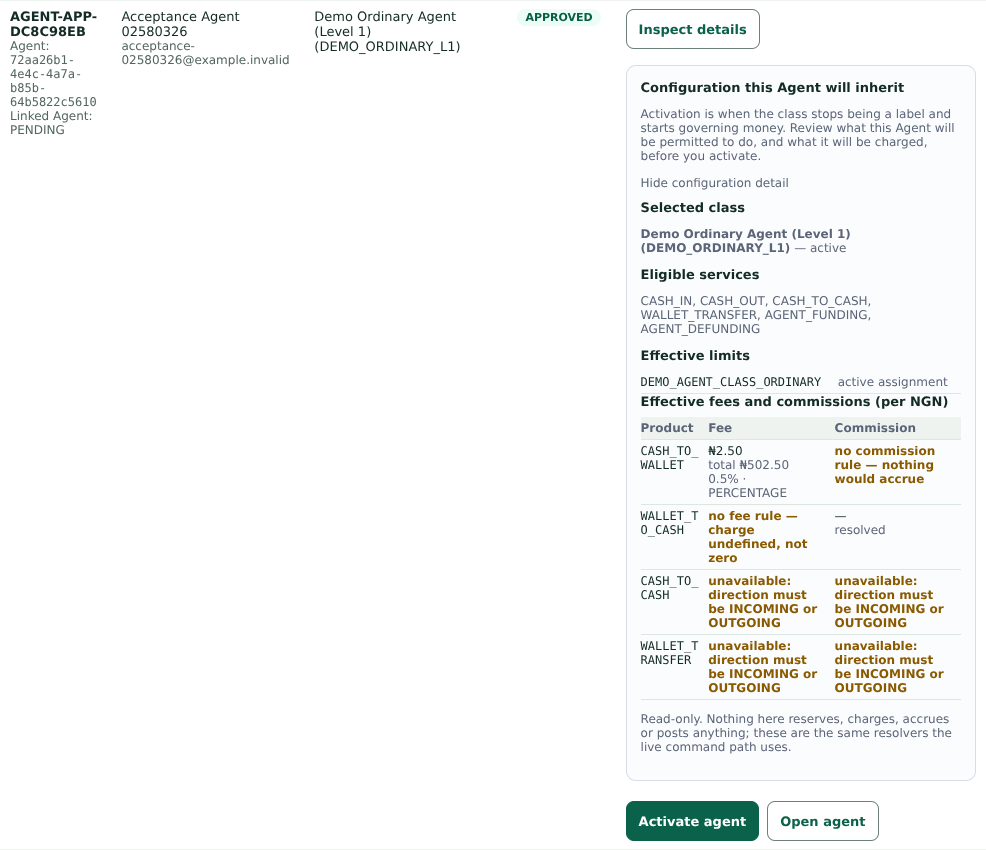 AGENT-APP-
DC8C98EB
Agent:
72aa26b1-
4e4c-4a7a-
b85b-
64b5822c5610
Linked Agent:
PENDING
Acceptance Agent
02580326
acceptance-
02580326@example.invalid
Demo Ordinary Agent
(Level 1)
(DEMO_ORDINARY_L1)
APPROVED
Inspect details
Configuration this Agent will inherit
Activation is when the class stops being a label and
starts governing money. Review what this Agent will
be permitted to do, and what it will be charged,
before you activate.
Hide configuration detail
Selected class
Demo Ordinary Agent (Level 1)
(DEMO_ORDINARY_L1) — active
Eligible services
CASH_IN, CASH_OUT, CASH_TO_CASH,
WALLET_TRANSFER, AGENT_FUNDING,
AGENT_DEFUNDING
Effective limits
DEMO_AGENT_CLASS_ORDINARY active assignment
Effective fees and commissions (per NGN)
Product Fee Commission
CASH_TO_ ₦2.50 no commission
WALLET total ₦502.50 rule — nothing
0.5% · would accrue
PERCENTAGE
WALLET_T no fee rule — —
O_CASH charge resolved
undefined, not
zero
CASH_TO_ unavailable: unavailable:
CASH direction must direction must
be INCOMING or be INCOMING or
OUTGOING OUTGOING
WALLET_T unavailable: unavailable:
RANSFER direction must direction must
be INCOMING or be INCOMING or
OUTGOING OUTGOING
Read-only. Nothing here reserves, charges, accrues
or posts anything; these are the same resolvers the
live command path uses.
Activate agent Open agent